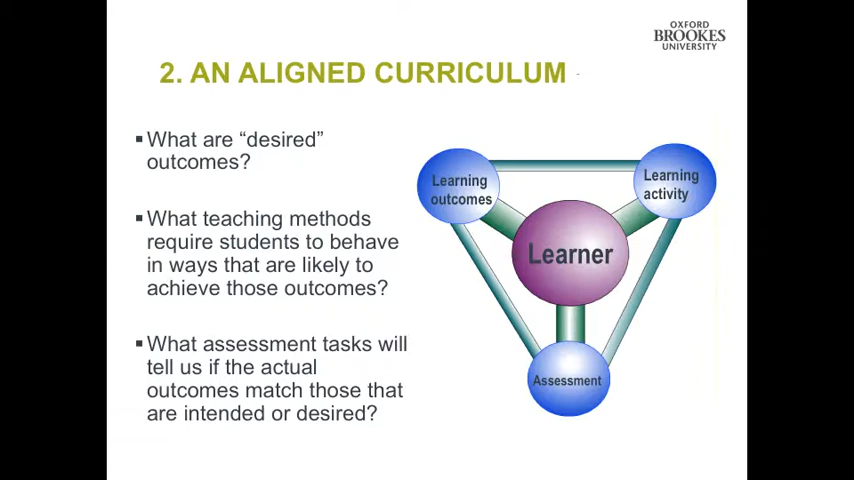 OXFORD
BROOKES
UNIVERSITY
2. AN ALIGNED CURRICULUM
▪ What are “desired”
outcomes?
▪ What teaching methods
require students to behave
in ways that are likely to
achieve those outcomes?
▪ What assessment tasks will
tell us if the actual
outcomes match those that
are intended or desired?
Learning
outcomes
Learning
activity
Learner
Assessment